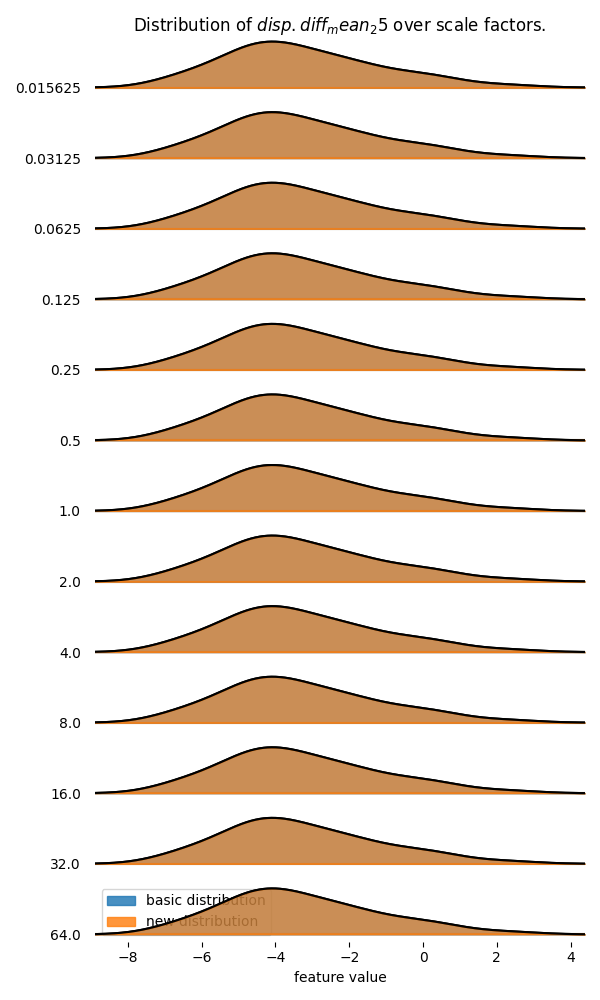 Distribution of disp.diff_mean_25 over scale factors.
0.015625
0.03125
0.0625
0.125
0.25
0.5
1.0
2.0
4.0
8.0
16.0
32.0
basic distribution
new distribution
64.0
−8 −6 −4 −2 0 2 4
feature value